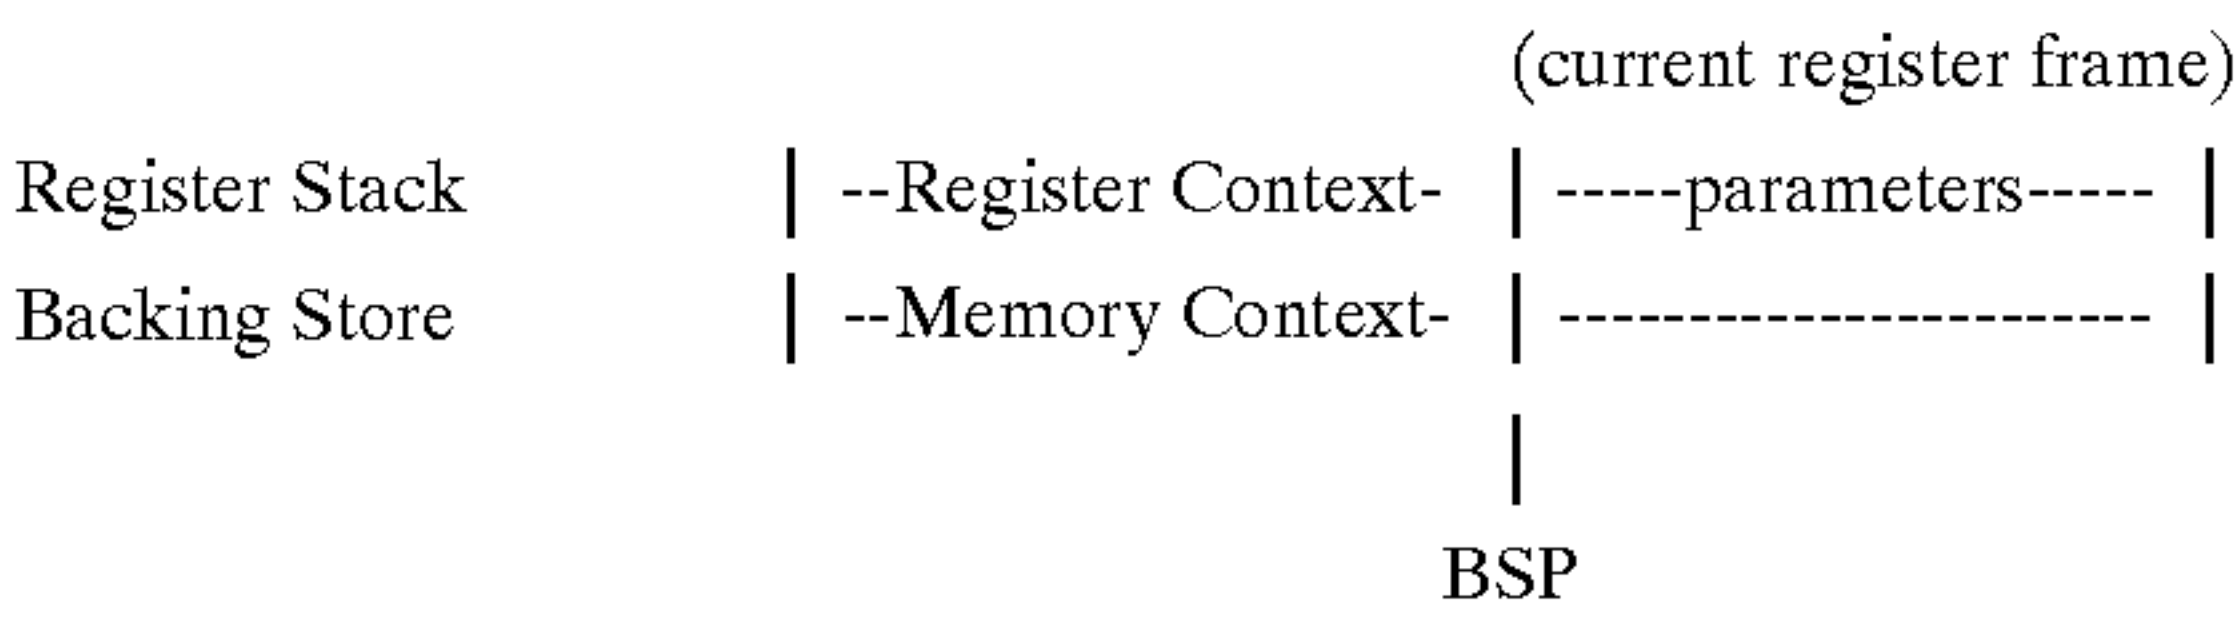 (current register frame)
Register Stack | --Register Context- | -----parameters----- |
Backing Store | --Memory Context- | ----------------------- |
|
BSP